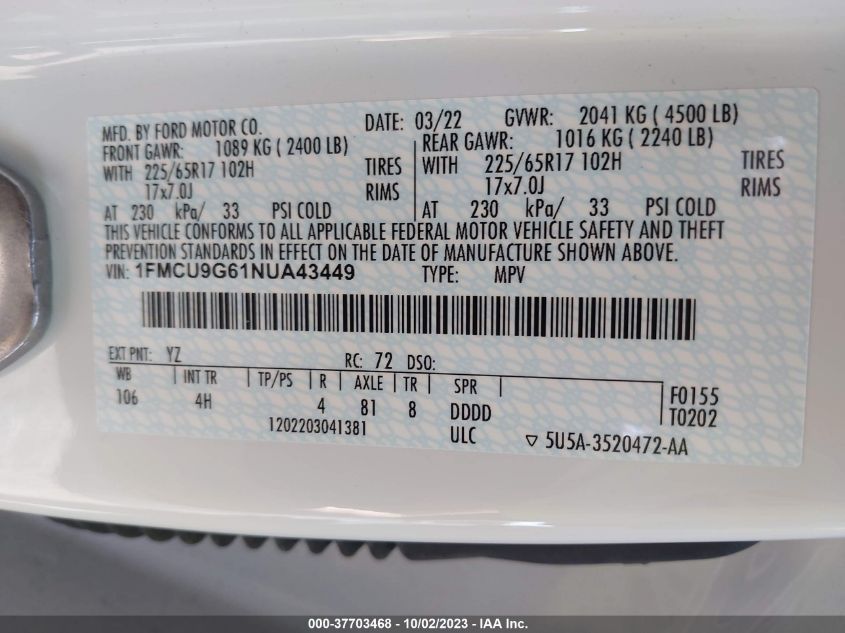 MFD. BY FORD MOTOR CO. DATE: 03/22 GVWR: 2041 KG ( 4500 LB)
FRONT GAWR: 1089 KG ( 2400 LB) REAR GAWR: 1016 KG ( 2240 LB)
WITH 225/65R17 102H TIRES WITH 225/65R17 102H TIRES
17x7.0J RIMS 17x7.0J RIMS
AT 230 kPa/ 33 PSI COLD AT 230 kPa/ 33 PSI COLD
THIS VEHICLE CONFORMS TO ALL APPLICABLE FEDERAL MOTOR VEHICLE SAFETY AND THEFT
PREVENTION STANDARDS IN EFFECT ON THE DATE OF MANUFACTURE SHOWN ABOVE.
VIN: 1FMCU9G61NUA43449 TYPE: MPV
EXT PNT: YZ RC: 72 DSO:
WB INT TR TP/PS R AXLE TR SPR F0155
106 4H 4 81 8 DDDD T0202
1202203041381 ULC ▽ 5U5A-3520472-AA
000-37703468 - 10/02/2023 - IAA Inc.